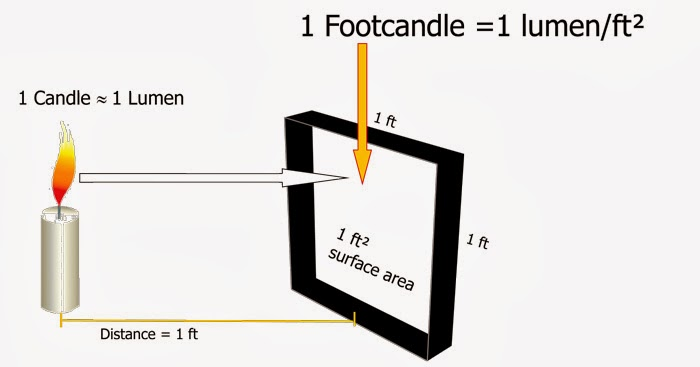 1 Footcandle =1 lumen/ft²
1 Candle ≈ 1 Lumen
1 ft
1 ft
1 ft²
surface area
Distance = 1 ft